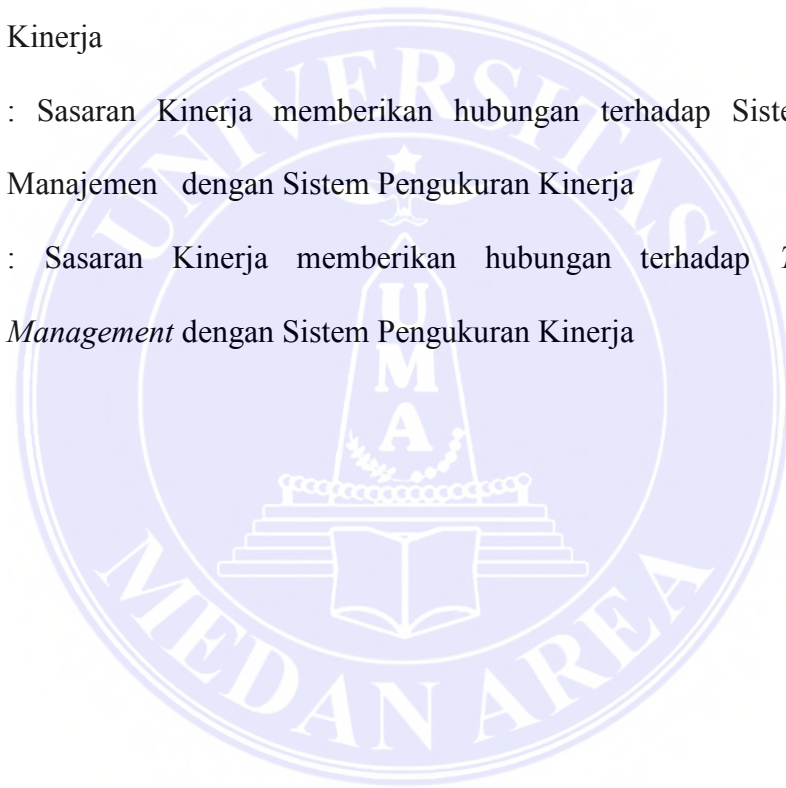 Kinerja
: Sasaran Kinerja memberikan hubungan terhadap
Manajemen dengan Sistem Pengukuran Kinerja
: Sasaran Kinerja memberikan hubungan terhadap
Management dengan Sistem Pengukuran Kinerja
UNIVERSITAS
UMA
MEDAN AREA